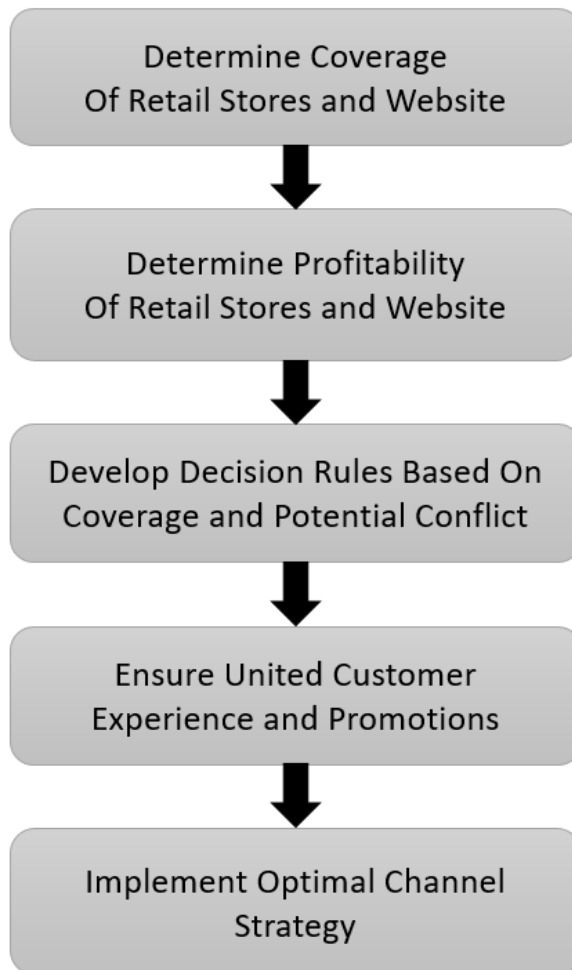 Determine Coverage
Of Retail Stores and Website
Determine Profitability
Of Retail Stores and Website
Develop Decision Rules Based On
Coverage and Potential Conflict
Ensure United Customer
Experience and Promotions
Implement Optimal Channel
Strategy